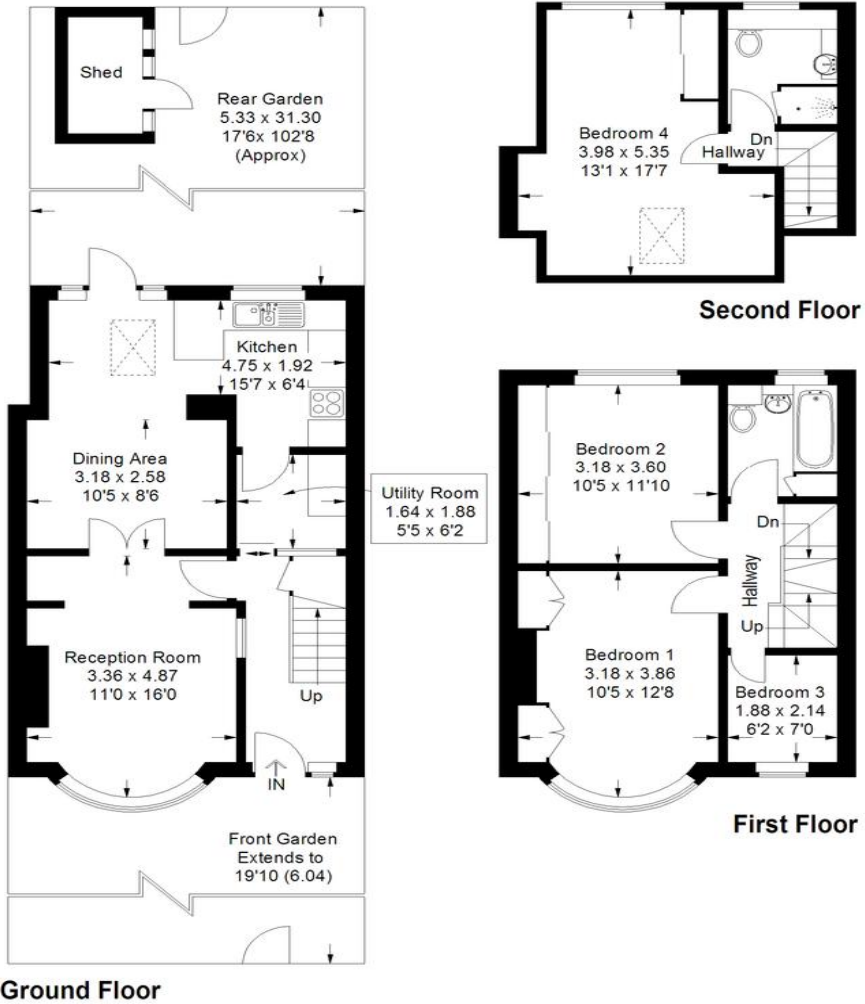 Shed
Rear Garden
5.33 x 31.30
17'6x 102'8
(Approx)
Kitchen
4.75 x 1.92
15'7 x 6'4
Dining Area
3.18 x 2.58
10'5 x 8'6
Utility Room
1.64 x 1.88
5'5 x 6'2
Reception Room
3.36 x 4.87
11'0 x 16'0
Up
IN
Front Garden
Extends to
19'10 (6.04)
Ground Floor
Bedroom 4
3.98 x 5.35
13'1 x 17'7
Dn
Hallway
Second Floor
Bedroom 2
3.18 x 3.60
10'5 x 11'10
Dn
Hallway
Up
Bedroom 1
3.18 x 3.86
10'5 x 12'8
Bedroom 3
1.88 x 2.14
6'2 x 7'0
First Floor